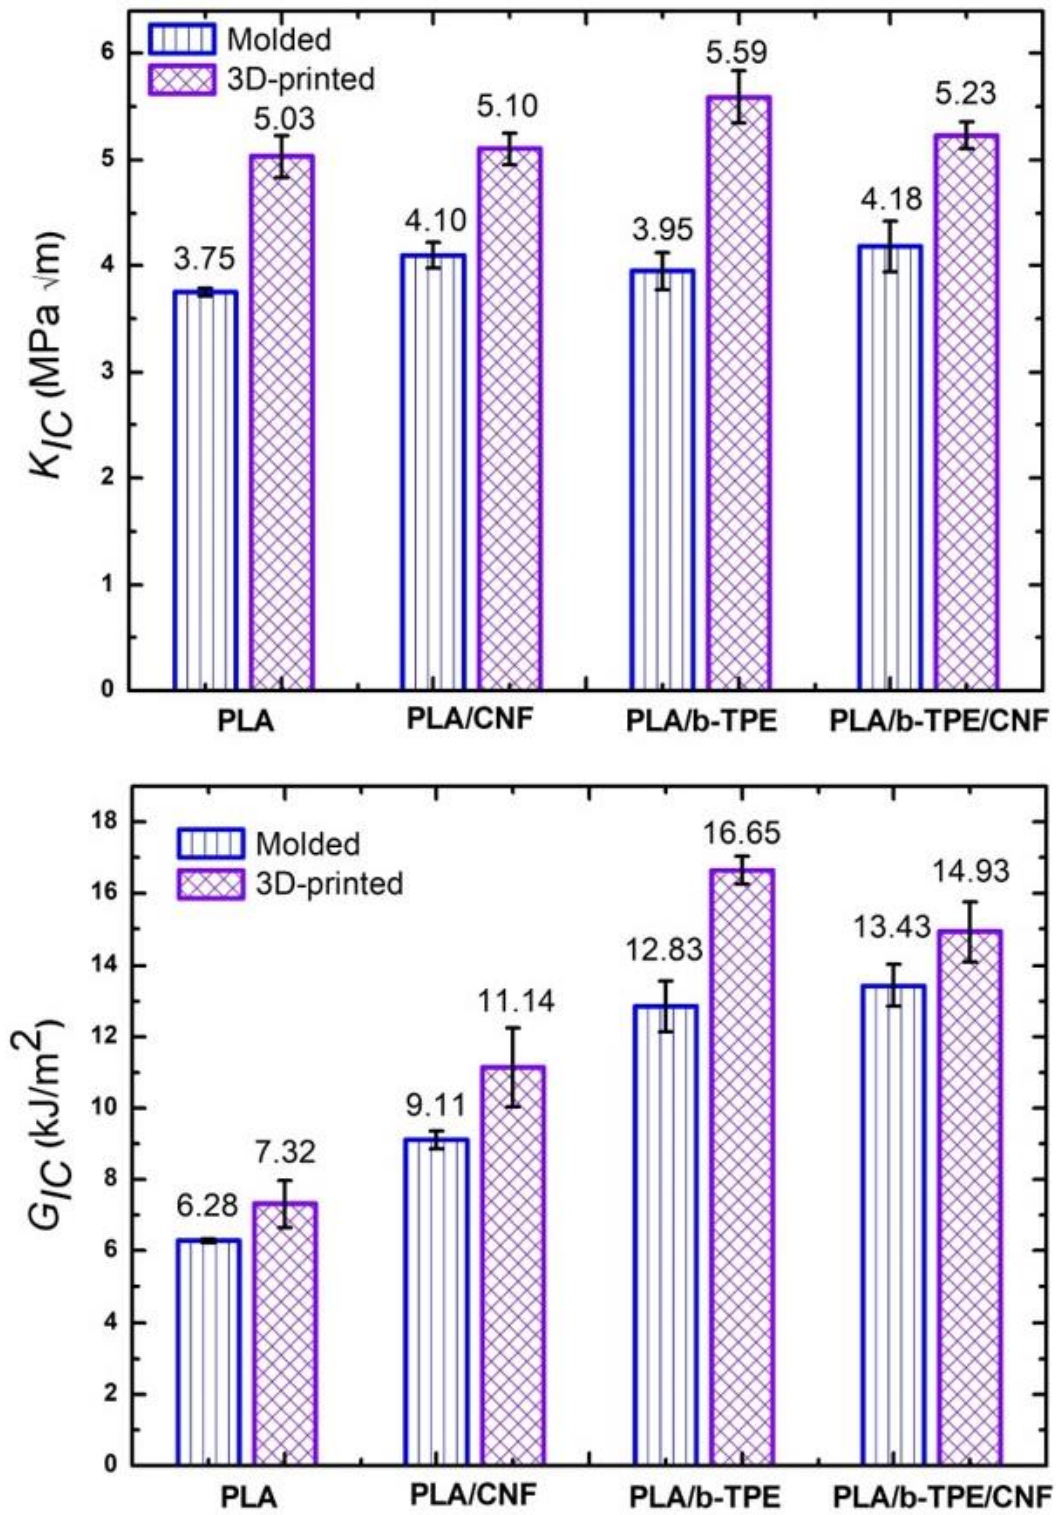 Molded
3D-printed
6
5
4
3
2
1
0
K_IC (MPa √m)
3.75
5.03
4.10
5.10
3.95
5.59
4.18
5.23
PLA
PLA/CNF
PLA/b-TPE
PLA/b-TPE/CNF
Molded
3D-printed
18
16
14
12
10
8
6
4
2
0
G_IC (kJ/m²)
6.28
7.32
9.11
11.14
12.83
16.65
13.43
14.93
PLA
PLA/CNF
PLA/b-TPE
PLA/b-TPE/CNF